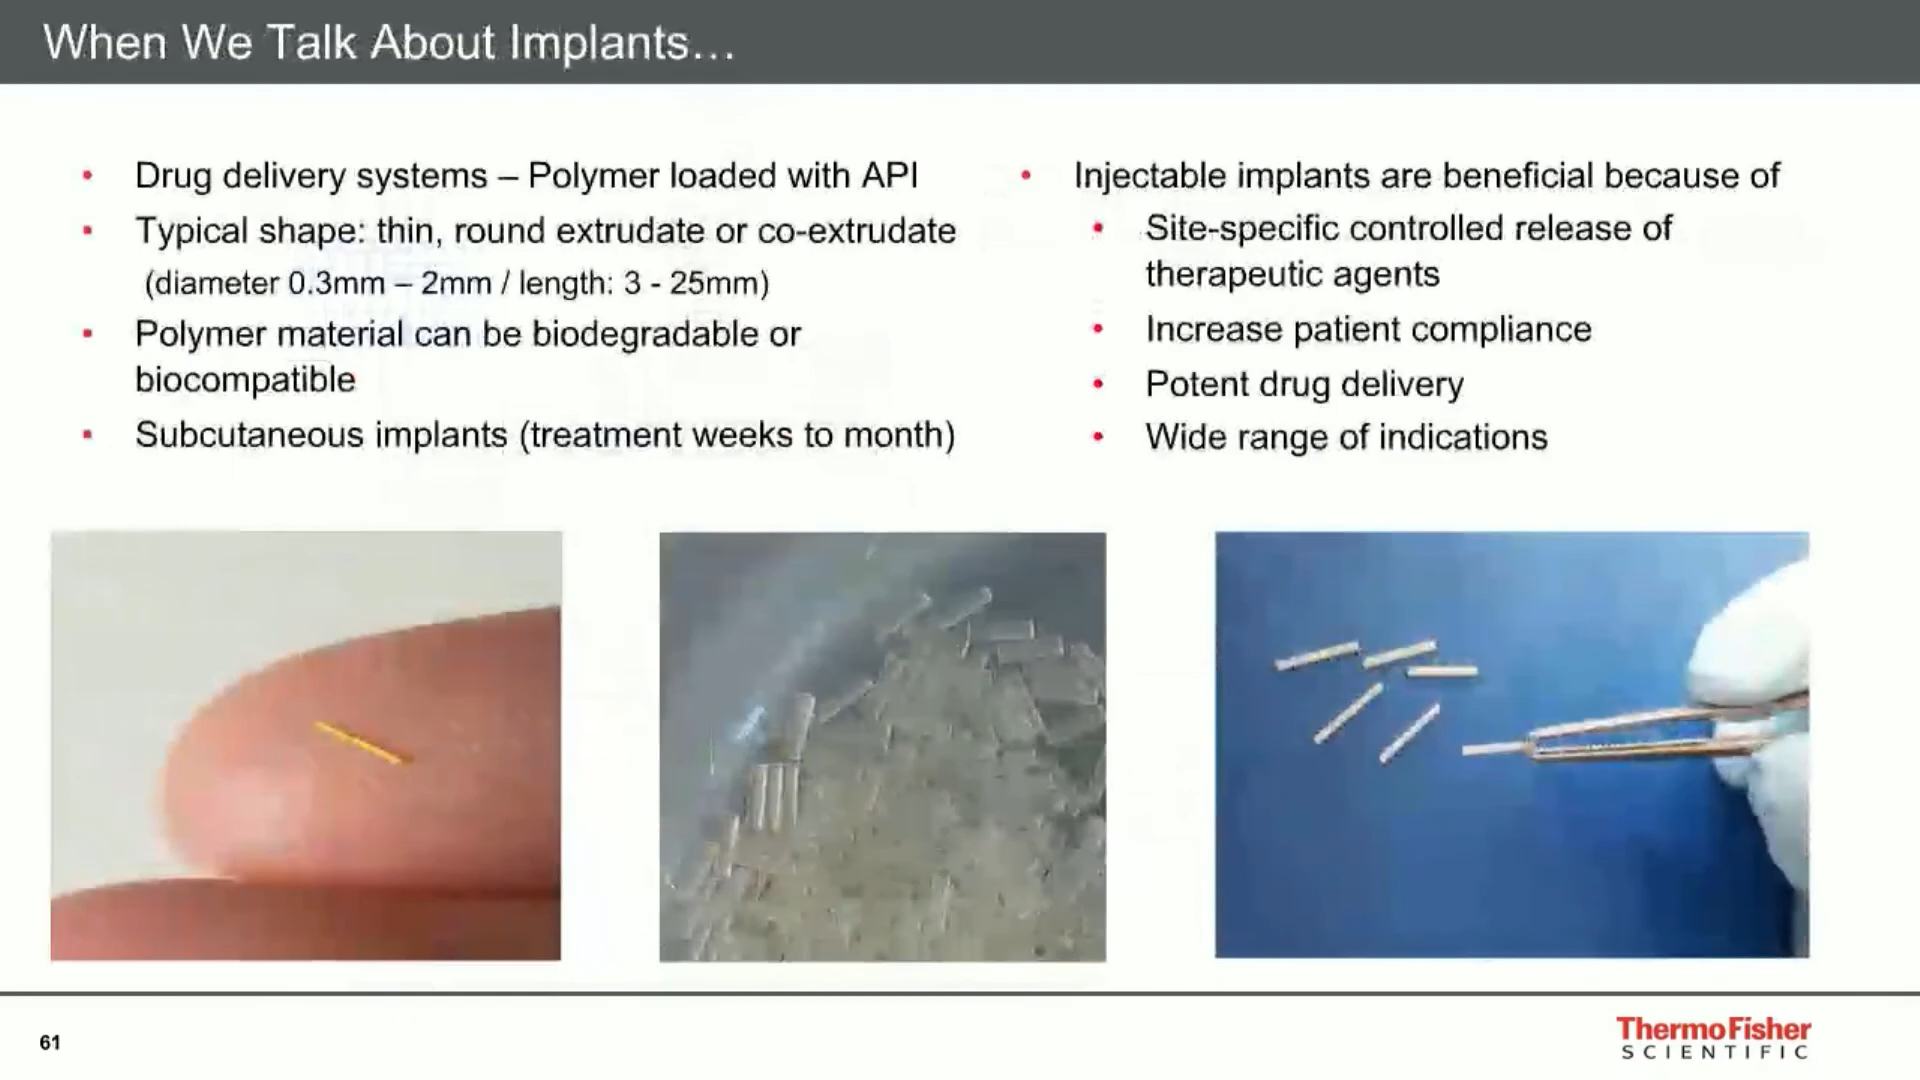 When We Talk About Implants…
• Drug delivery systems – Polymer loaded with API
• Typical shape: thin, round extrudate or co-extrudate
(diameter 0.3mm – 2mm / length: 3 - 25mm)
• Polymer material can be biodegradable or
biocompatible
• Subcutaneous implants (treatment weeks to month)
• Injectable implants are beneficial because of
• Site-specific controlled release of
therapeutic agents
• Increase patient compliance
• Potent drug delivery
• Wide range of indications
61
ThermoFisher
SCIENTIFIC